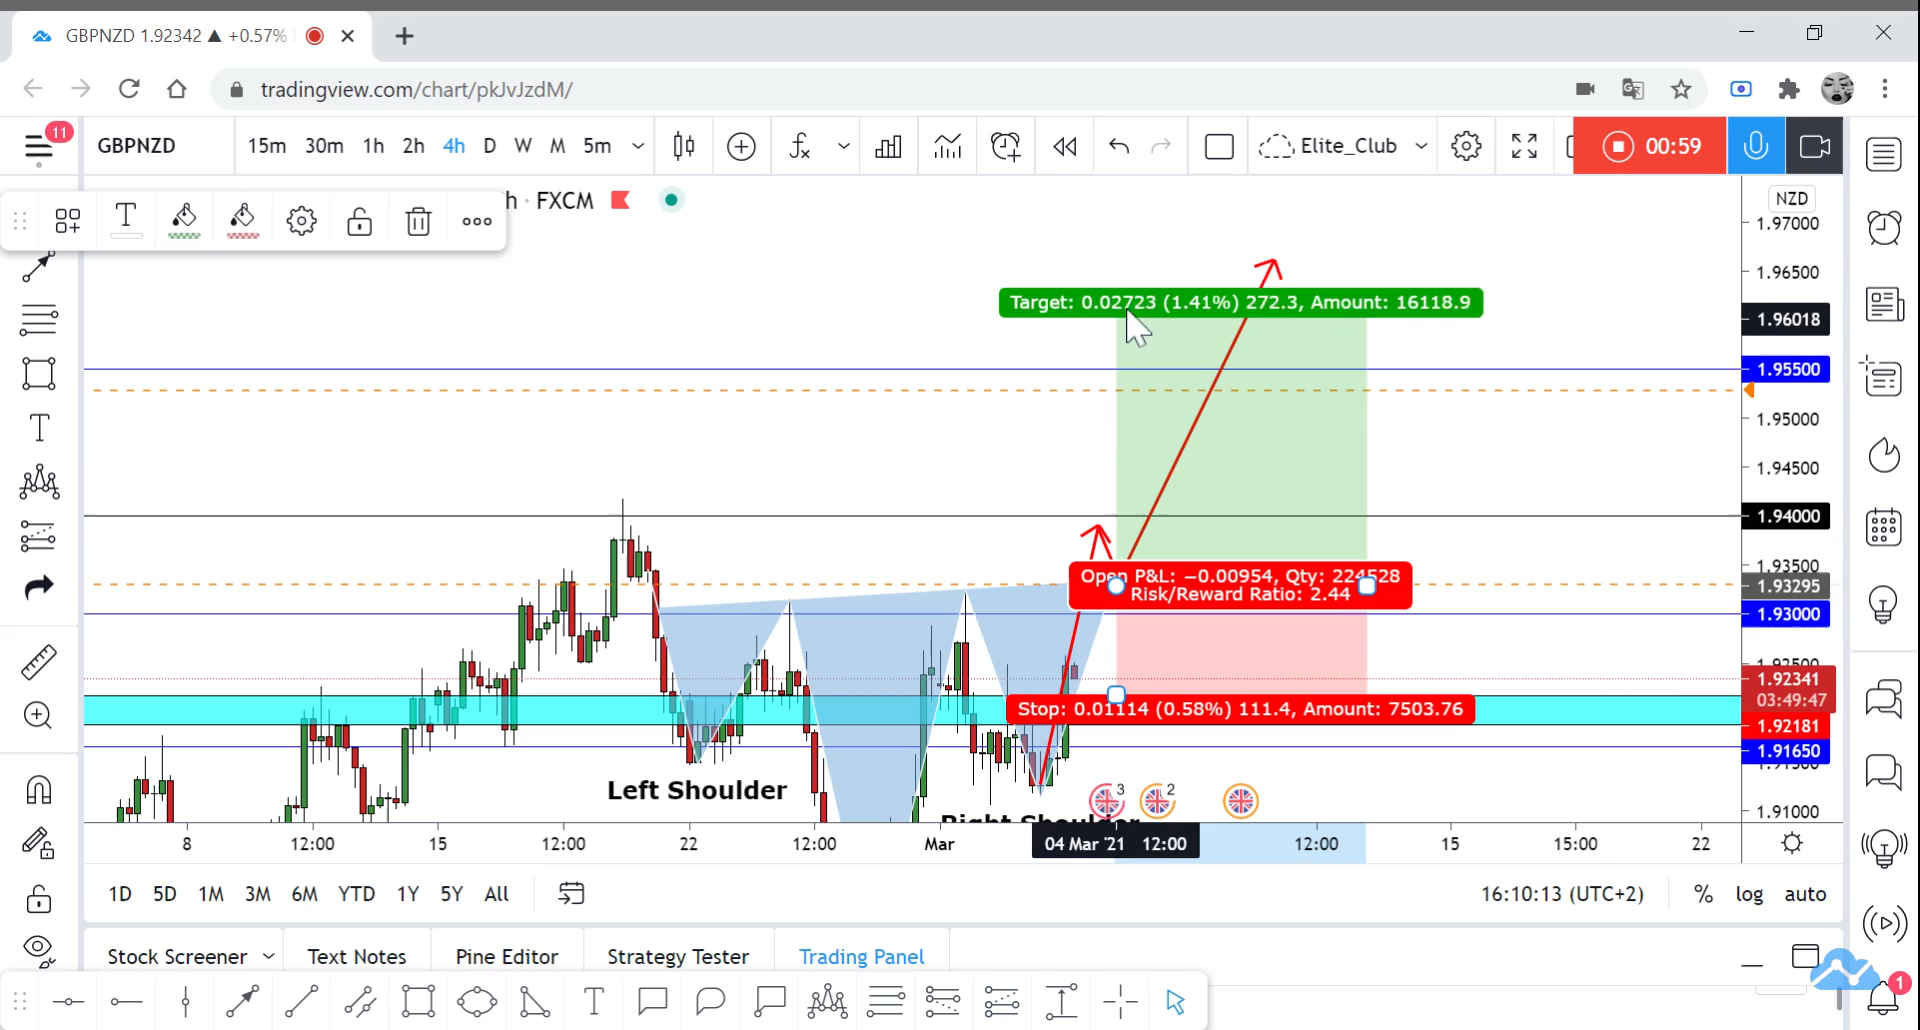 GBPNZD 1.92342 ▲ +0.57%
tradingview.com/chart/pkJvJzdM/
11
GBPNZD
15m 30m 1h 2h 4h D W M 5m
Elite_Club
00:59
h · FXCM
NZD
1.97000
1.96500
Target: 0.02723 (1.41%) 272.3, Amount: 16118.9
1.96018
1.95500
1.95000
1.94500
1.94000
1.93500
Open P&L: −0.00954, Qty: 224528
1.93295
Risk/Reward Ratio: 2.44
1.93000
1.92500
1.92341
03:49:47
Stop: 0.01114 (0.58%) 111.4, Amount: 7503.76
1.92181
1.91650
Left Shoulder
3
2
1.91000
Right Shoulder
8 12:00 15 12:00 22 12:00 Mar 04 Mar '21 12:00 12:00 15 15:00 22
1D 5D 1M 3M 6M YTD 1Y 5Y All
16:10:13 (UTC+2) % log auto
Stock Screener Text Notes Pine Editor Strategy Tester Trading Panel
1